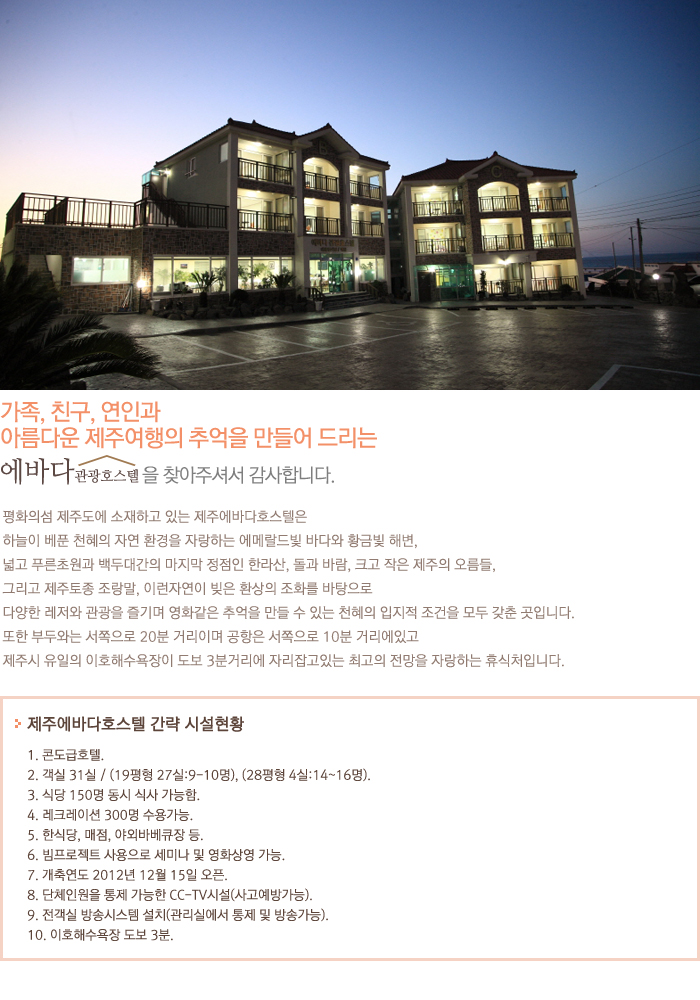 가족, 친구, 연인과
아름다운 제주여행의 추억을 만들어 드리는
에바다관광호스텔을 찾아주셔서 감사합니다.
평화의섬 제주도에 소재하고 있는 제주에바다호스텔은
하늘이 베푼 천혜의 자연 환경을 자랑하는 에메랄드빛 바다와 황금빛 해변,
넓고 푸른초원과 백두대간의 마지막 정점인 한라산, 돌과 바람, 크고 작은 제주의 오름들,
그리고 제주토종 조랑말, 이런자연이 빚은 환상의 조화를 바탕으로
다양한 레저와 관광을 즐기며 영화같은 추억을 만들 수 있는 천혜의 입지적 조건을 모두 갖춘 곳입니다.
또한 부두와는 서쪽으로 20분 거리이며 공항은 서쪽으로 10분 거리에있고
제주시 유일의 이호해수욕장이 도보 3분거리에 자리잡고있는 최고의 전망을 자랑하는 휴식처입니다.
제주에바다호스텔 간략 시설현황
1. 콘도급호텔.
2. 객실 31실 / (19평형 27실:9-10명), (28평형 4실:14~16명).
3. 식당 150명 동시 식사 가능함.
4. 레크레이션 300명 수용가능.
5. 한식당, 매점, 야외바베큐장 등.
6. 빔프로젝트 사용으로 세미나 및 영화상영 가능.
7. 개축연도 2012년 12월 15일 오픈.
8. 단체인원을 통제 가능한 CC-TV시설(사고예방가능).
9. 전객실 방송시스템 설치(관리실에서 통제 및 방송가능).
10. 이호해수욕장 도보 3분.